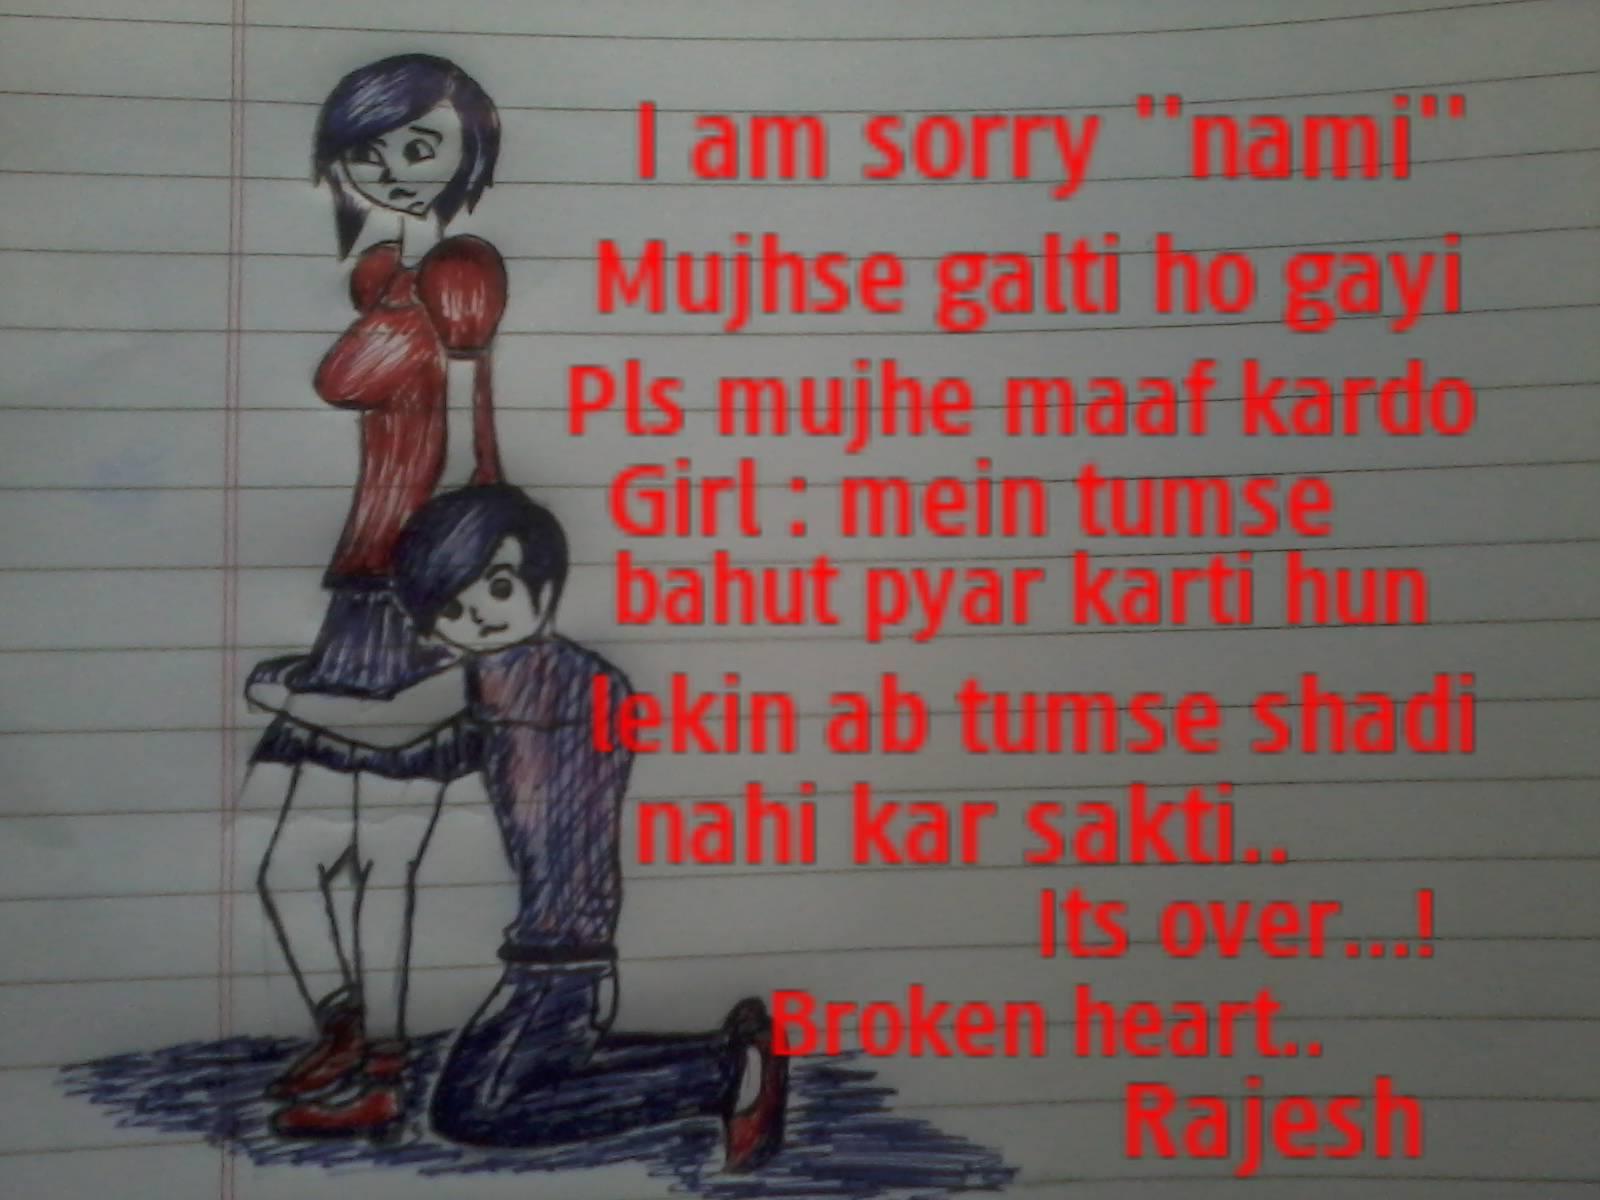 I am sorry "nami"
Mujhse galti ho gayi
Pls mujhe maaf kardo
Girl : mein tumse
bahut pyar karti hun
lekin ab tumse shadi
nahi kar sakti..
Its over...!
Broken heart..
Rajesh